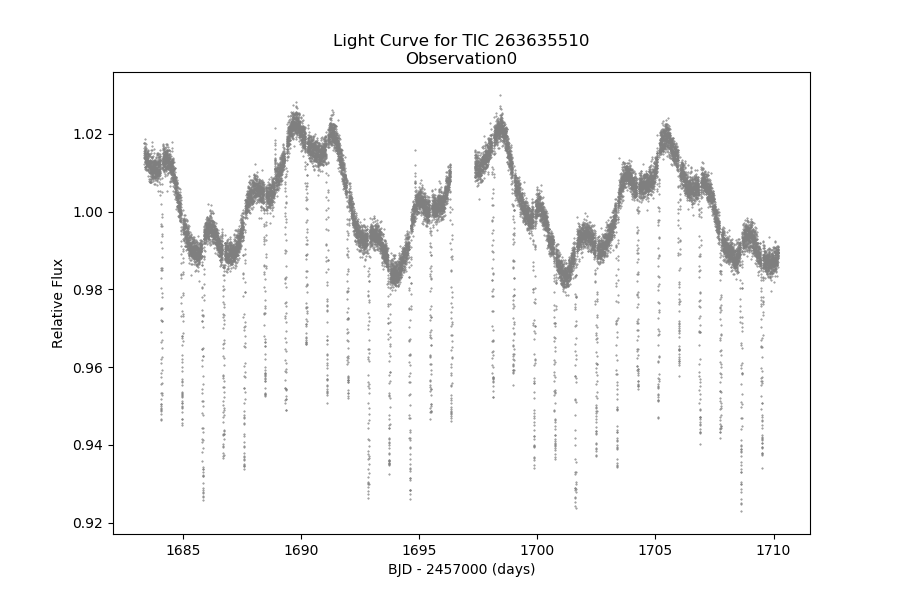 Light Curve for TIC 263635510
Observation0
1.02
1.00
0.98
0.96
0.94
0.92
Relative Flux
1685 1690 1695 1700 1705 1710
BJD - 2457000 (days)